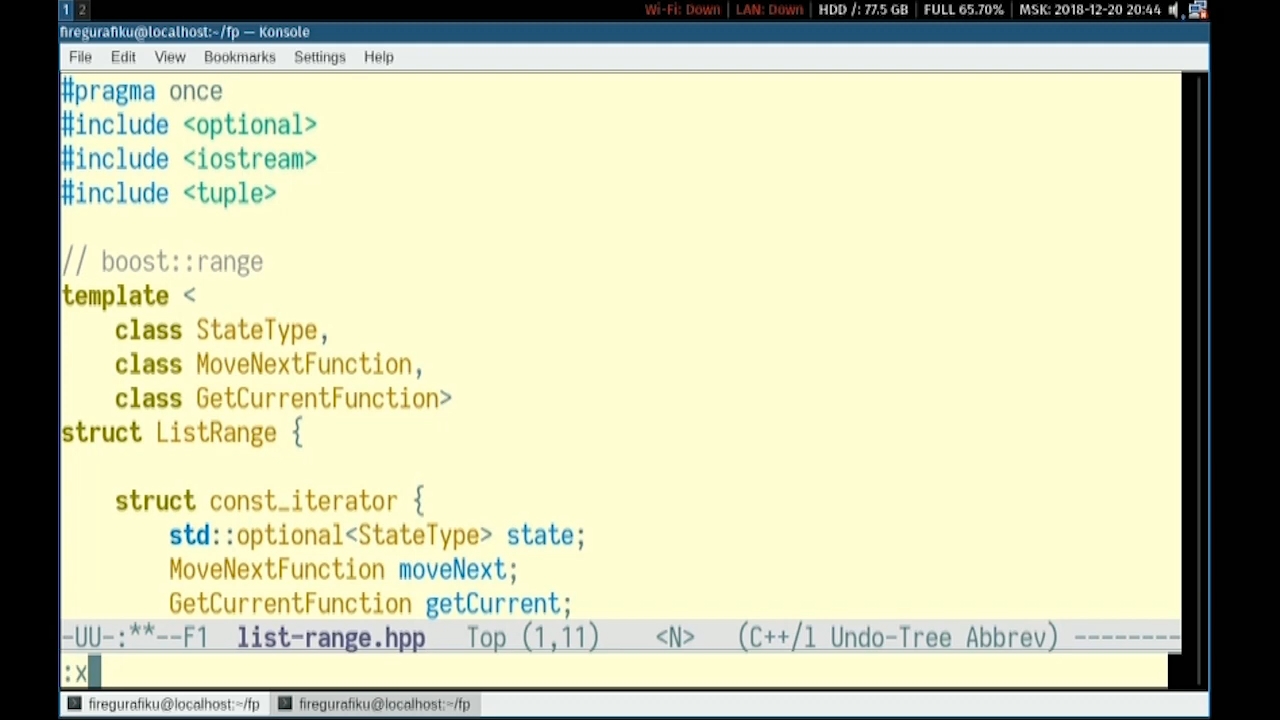 1 2 Wi-Fi: Down | LAN: Down | HDD /: 77.5 GB | FULL 65.70% | MSK: 2018-12-20 20:44
firegurafiku@localhost:~/fp — Konsole
File Edit View Bookmarks Settings Help
#pragma once
#include <optional>
#include <iostream>
#include <tuple>
// boost::range
template <
    class StateType,
    class MoveNextFunction,
    class GetCurrentFunction>
struct ListRange {
    struct const_iterator {
        std::optional<StateType> state;
        MoveNextFunction moveNext;
        GetCurrentFunction getCurrent;
-UU-:**--F1  list-range.hpp   Top (1,11)    <N>   (C++/l Undo-Tree Abbrev) --------
:x
firegurafiku@localhost:~/fp firegurafiku@localhost:~/fp